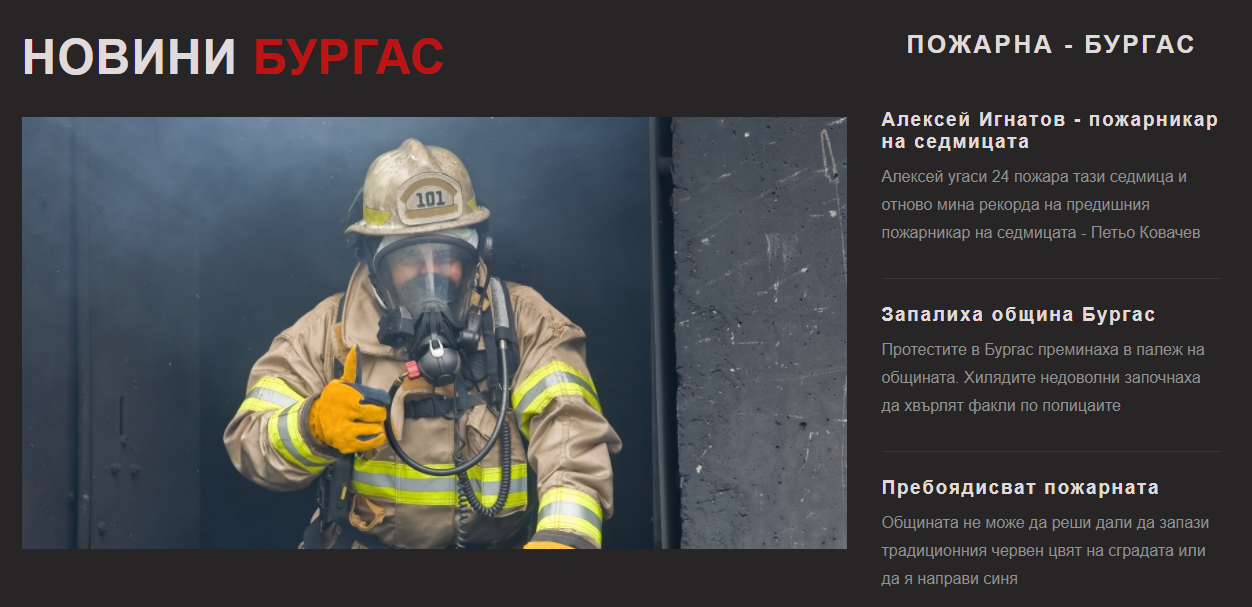 НОВИНИ БУРГАС
101
ПОЖАРНА - БУРГАС
Алексей Игнатов - пожарникар
на седмицата
Алексей угаси 24 пожара тази седмица и
отново мина рекорда на предишния
пожарникар на седмицата - Петьо Ковачев
Запалиха община Бургас
Протестите в Бургас преминаха в палеж на
общината. Хилядите недоволни започнаха
да хвърлят факли по полицаите
Пребоядисват пожарната
Общината не може да реши дали да запази
традиционния червен цвят на сградата или
да я направи синя